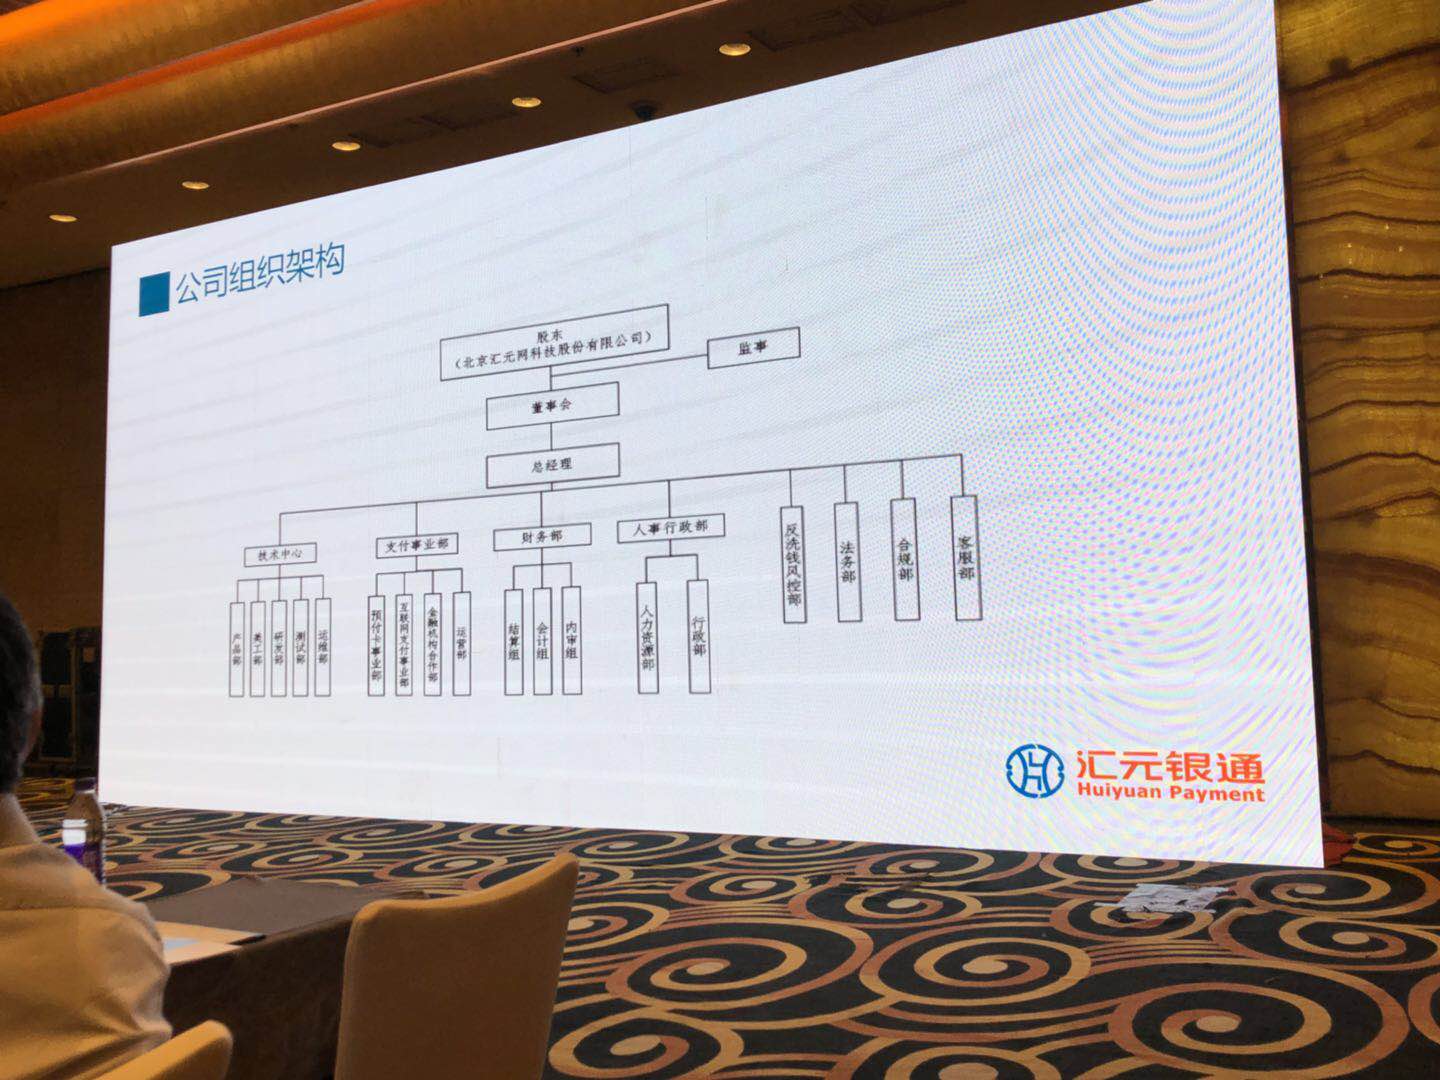 公司组织架构
股东
（北京汇元网科技股份有限公司）
监事
董事会
总经理
技术中心
支付事业部
财务部
人事行政部
反洗钱风控部
法务部
合规部
客服部
产品部
美工部
研发部
测试部
运维部
预付卡事业部
互联网支付事业部
金融机构合作部
运营部
结算组
会计组
内审组
人力资源部
行政部
汇元银通
Huiyuan Payment